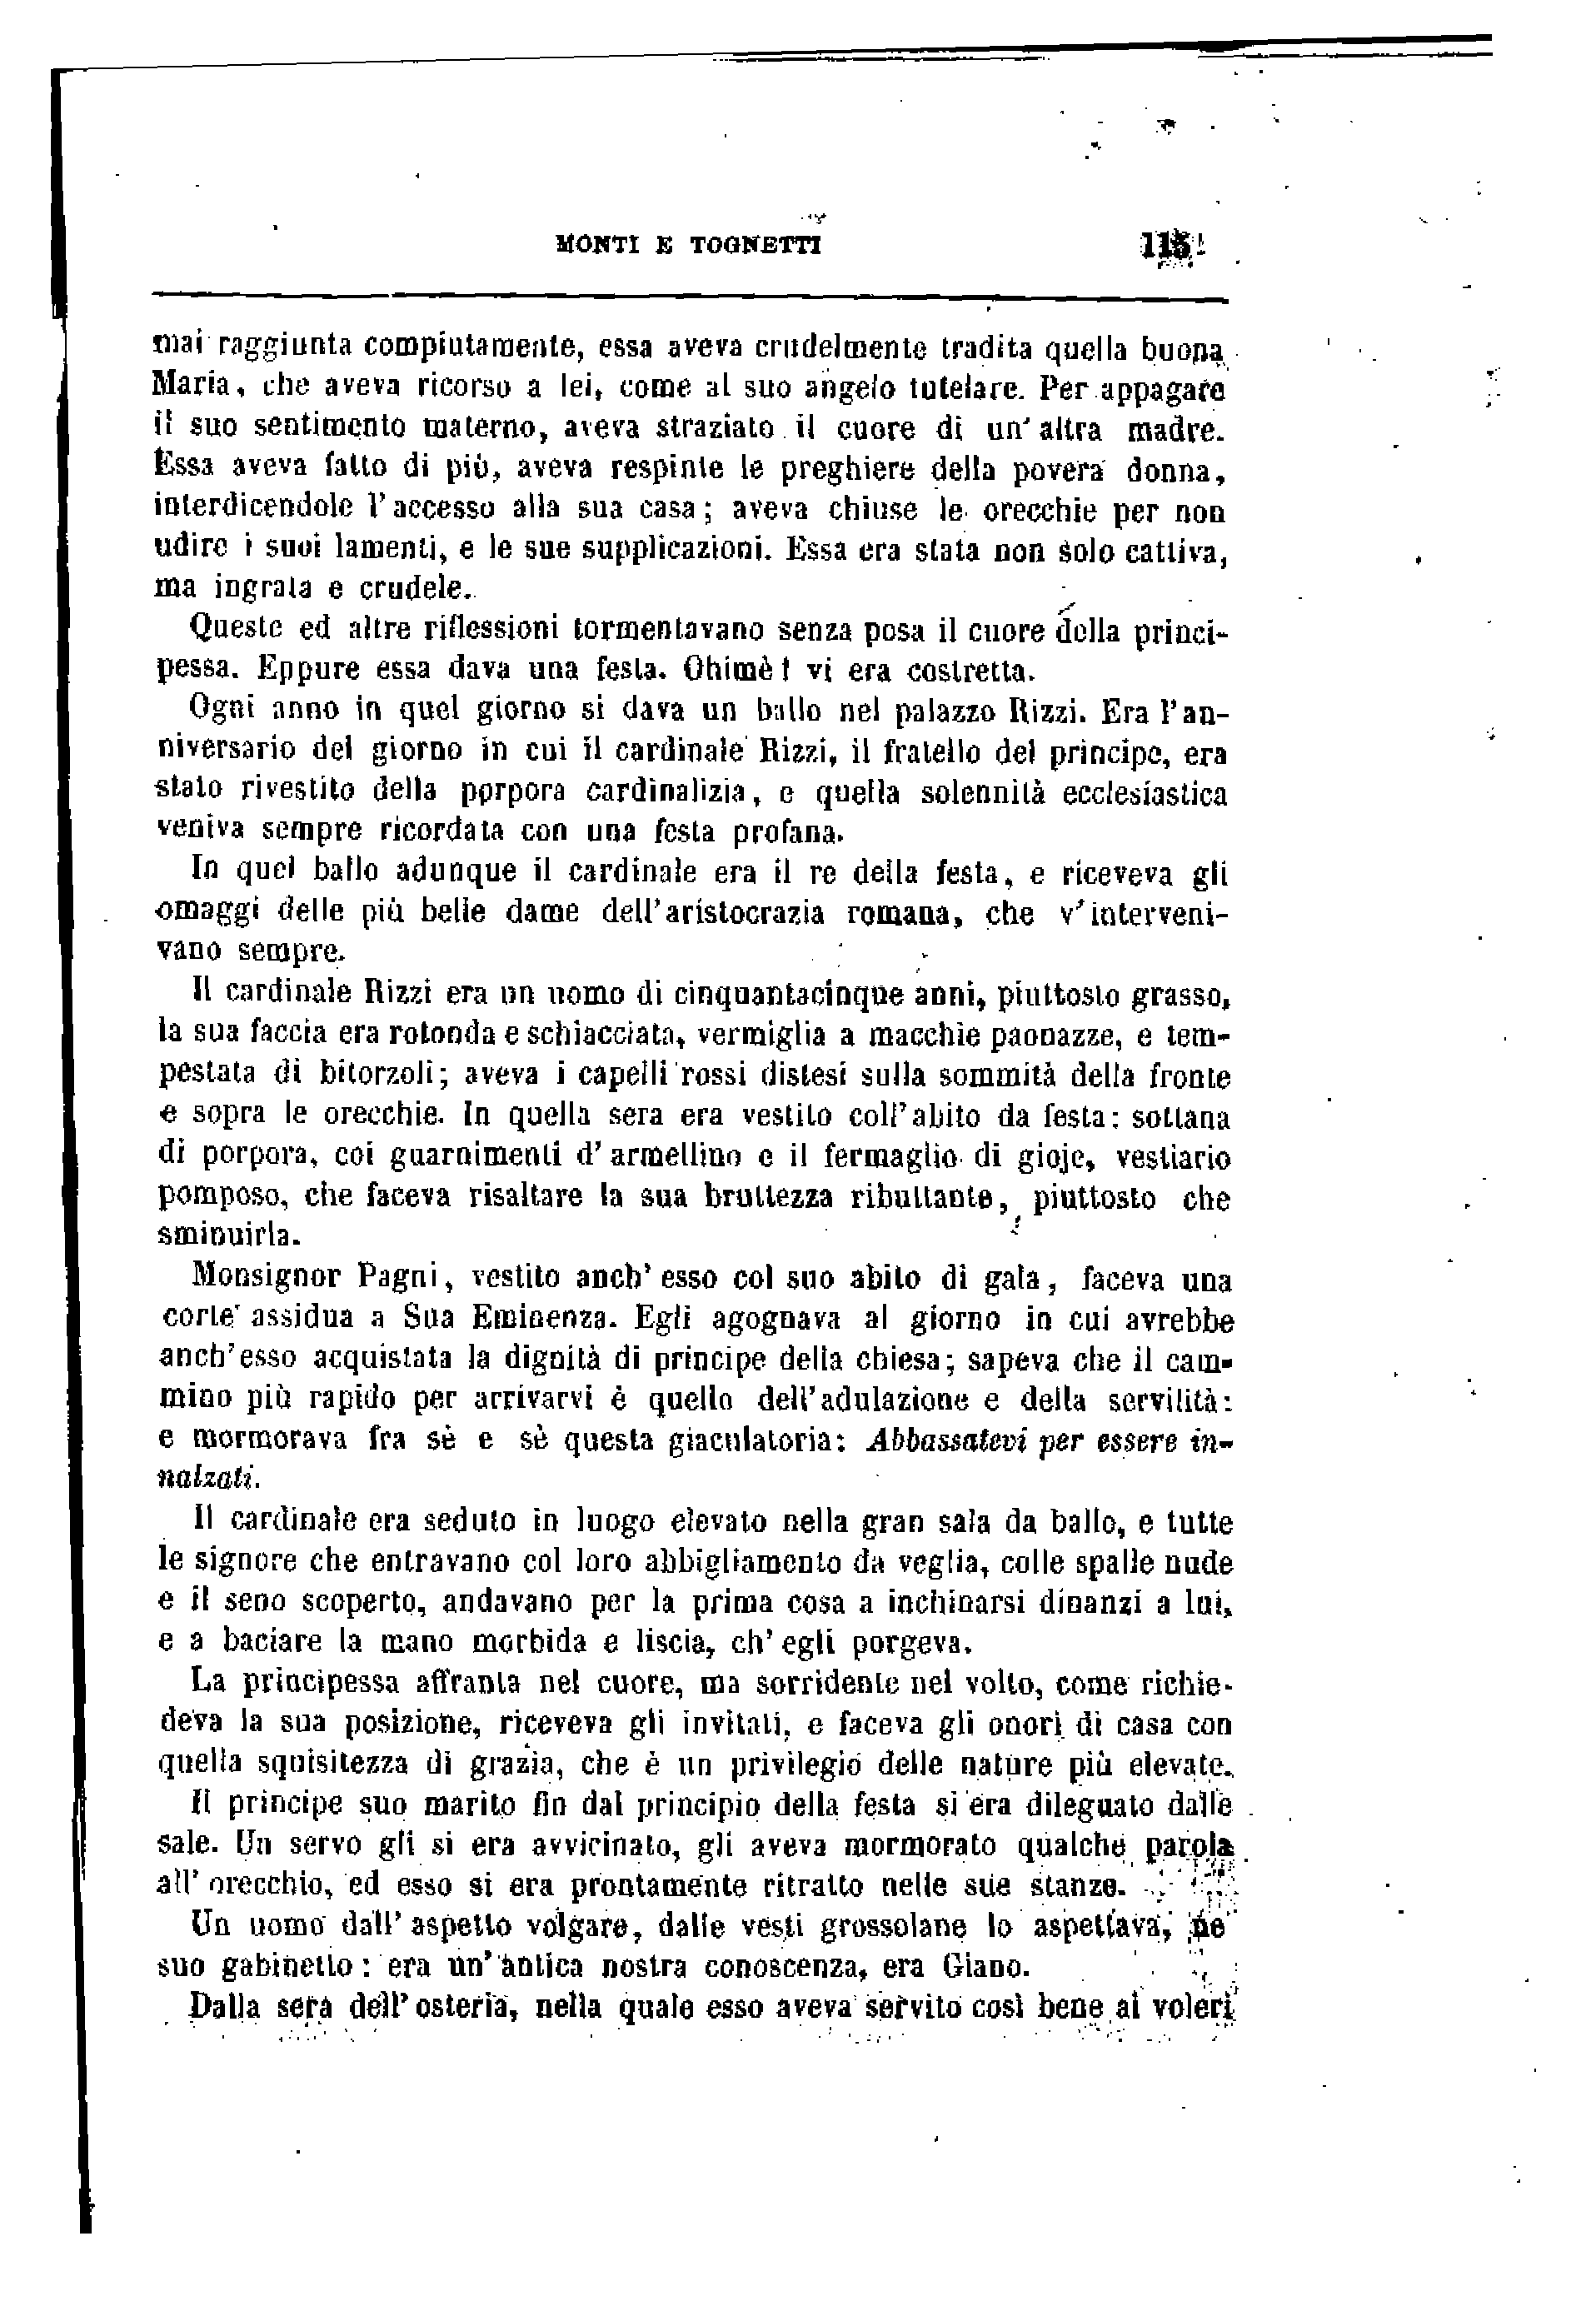 MONTI E TOGNETTI 115
mai raggiunta compiutamente, essa aveva crudelmente tradita quella buona
Maria, che aveva ricorso a lei, come al suo angelo tutelare. Per appagare
il suo sentimento materno, aveva straziato il cuore di un' altra madre.
Essa aveva fatto di più, aveva respinte le preghiere della povera donna,
interdicendole l'accesso alla sua casa; aveva chiuse le orecchie per non
udire i suoi lamenti, e le sue supplicazioni. Essa era stata non solo cattiva,
ma ingrata e crudele.
Queste ed altre riflessioni tormentavano senza posa il cuore della princi-
pessa. Eppure essa dava una festa. Ohimè! vi era costretta.
Ogni anno in quel giorno si dava un ballo nel palazzo Rizzi. Era l'an-
niversario del giorno in cui il cardinale Rizzi, il fratello del principe, era
stato rivestito della porpora cardinalizia, e quella solennità ecclesiastica
veniva sempre ricordata con una festa profana.
In quel ballo adunque il cardinale era il re della festa, e riceveva gli
omaggi delle più belle dame dell'aristocrazia romana, che v'interveni-
vano sempre.
Il cardinale Rizzi era un uomo di cinquantacinque anni, piuttosto grasso,
la sua faccia era rotonda e schiacciata, vermiglia a macchie paonazze, e tem-
pestata di bitorzoli; aveva i capelli rossi distesi sulla sommità della fronte
e sopra le orecchie. In quella sera era vestito coll'abito da festa: sottana
di porpora, coi guarnimenti d'armellino e il fermaglio di gioje, vestiario
pomposo, che faceva risaltare la sua bruttezza ributtante, piuttosto che
sminuirla.
Monsignor Pagni, vestito anch' esso col suo abito di gala, faceva una
corte assidua a Sua Eminenza. Egli agognava al giorno in cui avrebbe
anch'esso acquistata la dignità di principe della chiesa; sapeva che il cam-
mino più rapido per arrivarvi è quello dell'adulazione e della servilità:
e mormorava fra sè e sè questa giaculatoria: Abbassatevi per essere in-
nalzati.
Il cardinale era seduto in luogo elevato nella gran sala da ballo, e tutte
le signore che entravano col loro abbigliamento da veglia, colle spalle nude
e il seno scoperto, andavano per la prima cosa a inchinarsi dinanzi a lui,
e a baciare la mano morbida e liscia, ch' egli porgeva.
La principessa affranta nel cuore, ma sorridente nel volto, come richie-
deva la sua posizione, riceveva gli invitati, e faceva gli onori di casa con
quella squisitezza di grazia, che è un privilegio delle nature più elevate.
Il principe suo marito fin dal principio della festa si era dileguato dalle
sale. Un servo gli si era avvicinato, gli aveva mormorato qualche parola
all' orecchio, ed esso si era prontamente ritratto nelle sue stanze.
Un uomo dall' aspetto volgare, dalle vesti grossolane lo aspettava, ne
suo gabinetto: era un' antica nostra conoscenza, era Giano.
Dalla sera dell' osteria, nella quale esso aveva servito così bene ai voleri